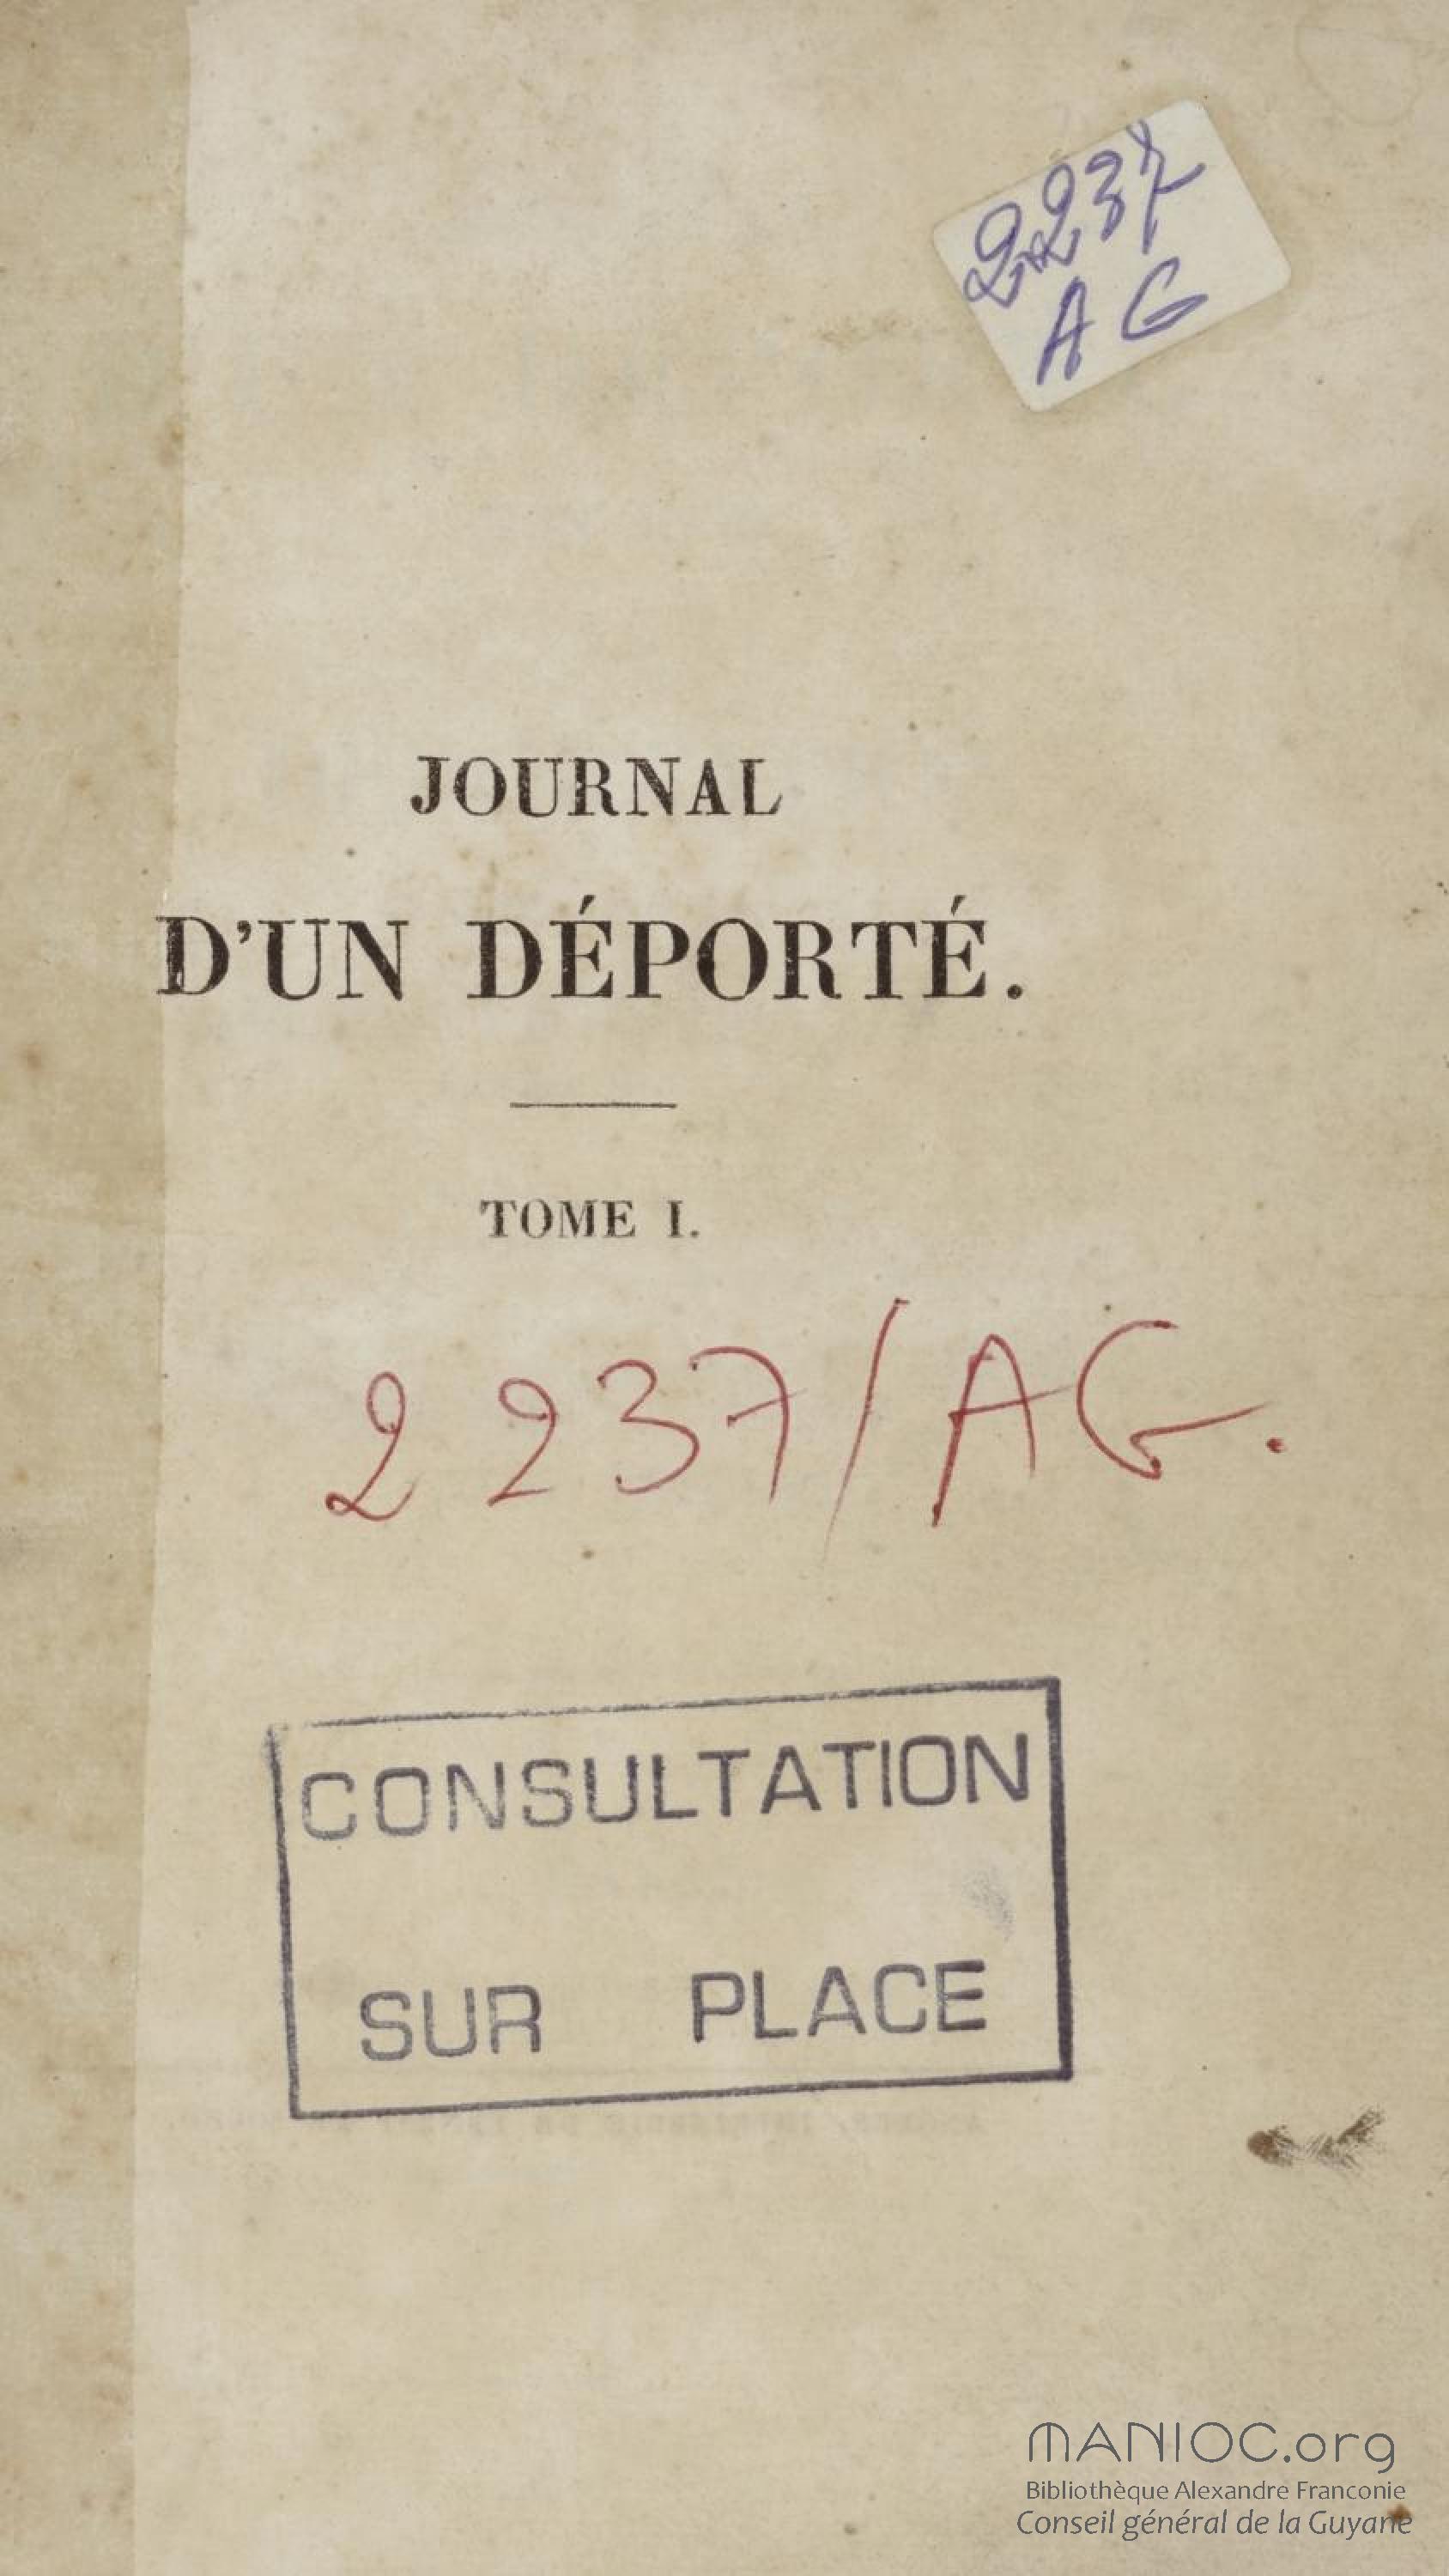 2237
AG
JOURNAL
D'UN DÉPORTÉ.
TOME I.
2237/AG.
CONSULTATION
SUR PLACE
MANIOC.org
Bibliothèque Alexandre Franconie
Conseil général de la Guyane